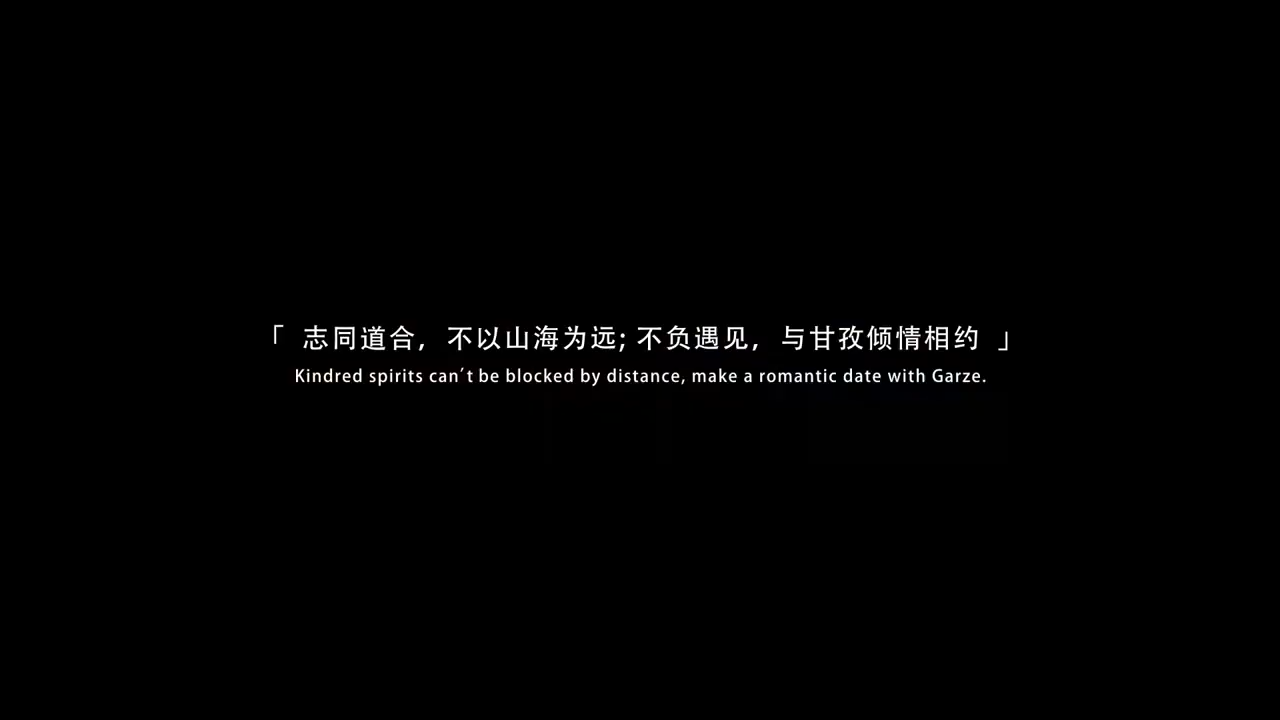 「 志同道合，不以山海为远; 不负遇见，与甘孜倾情相约 」
Kindred spirits can't be blocked by distance, make a romantic date with Garze.